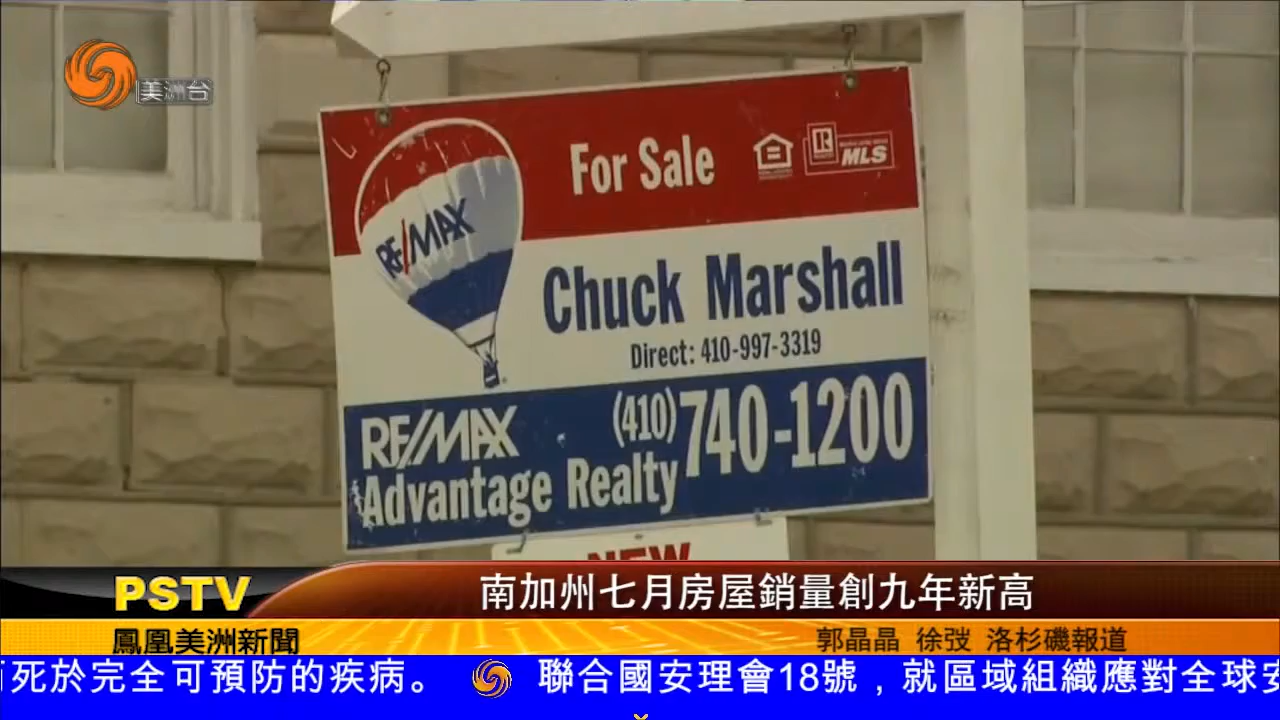 美洲台
For Sale
R
REALTOR
MLS
RE/MAX
Chuck Marshall
Direct: 410-997-3319
RE/MAX
(410) 740-1200
Advantage Realty
NEW
PSTV
南加州七月房屋銷量創九年新高
鳳凰美洲新聞
郭晶晶 徐弢 洛杉磯報道
死於完全可預防的疾病。 聯合國安理會18號，就區域組織應對全球